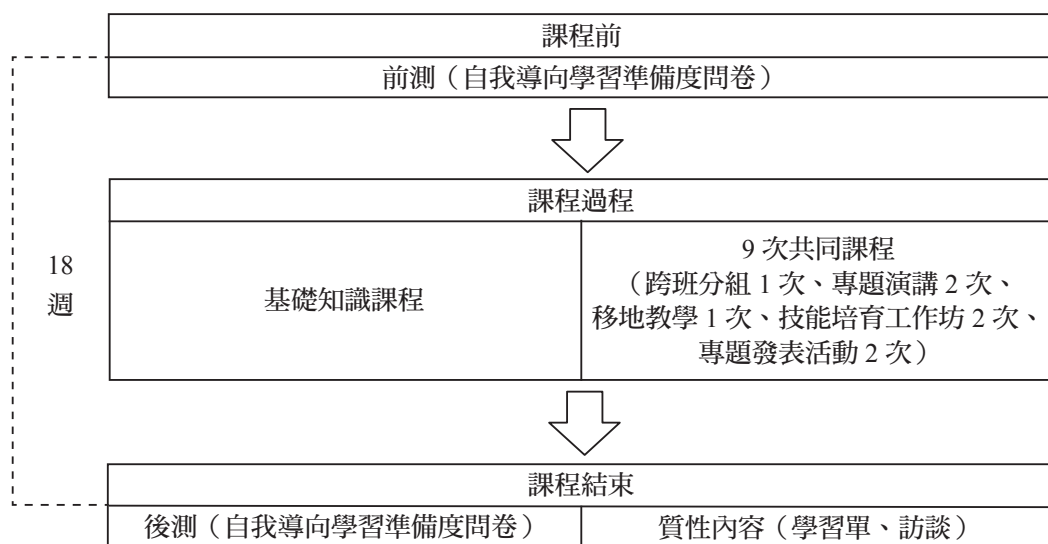 課程前
前測（自我導向學習準備度問卷）
18
週
課程過程
基礎知識課程
9 次共同課程
（跨班分組 1 次、專題演講 2 次、
移地教學 1 次、技能培育工作坊 2 次、
專題發表活動 2 次）
課程結束
後測（自我導向學習準備度問卷）
質性內容（學習單、訪談）